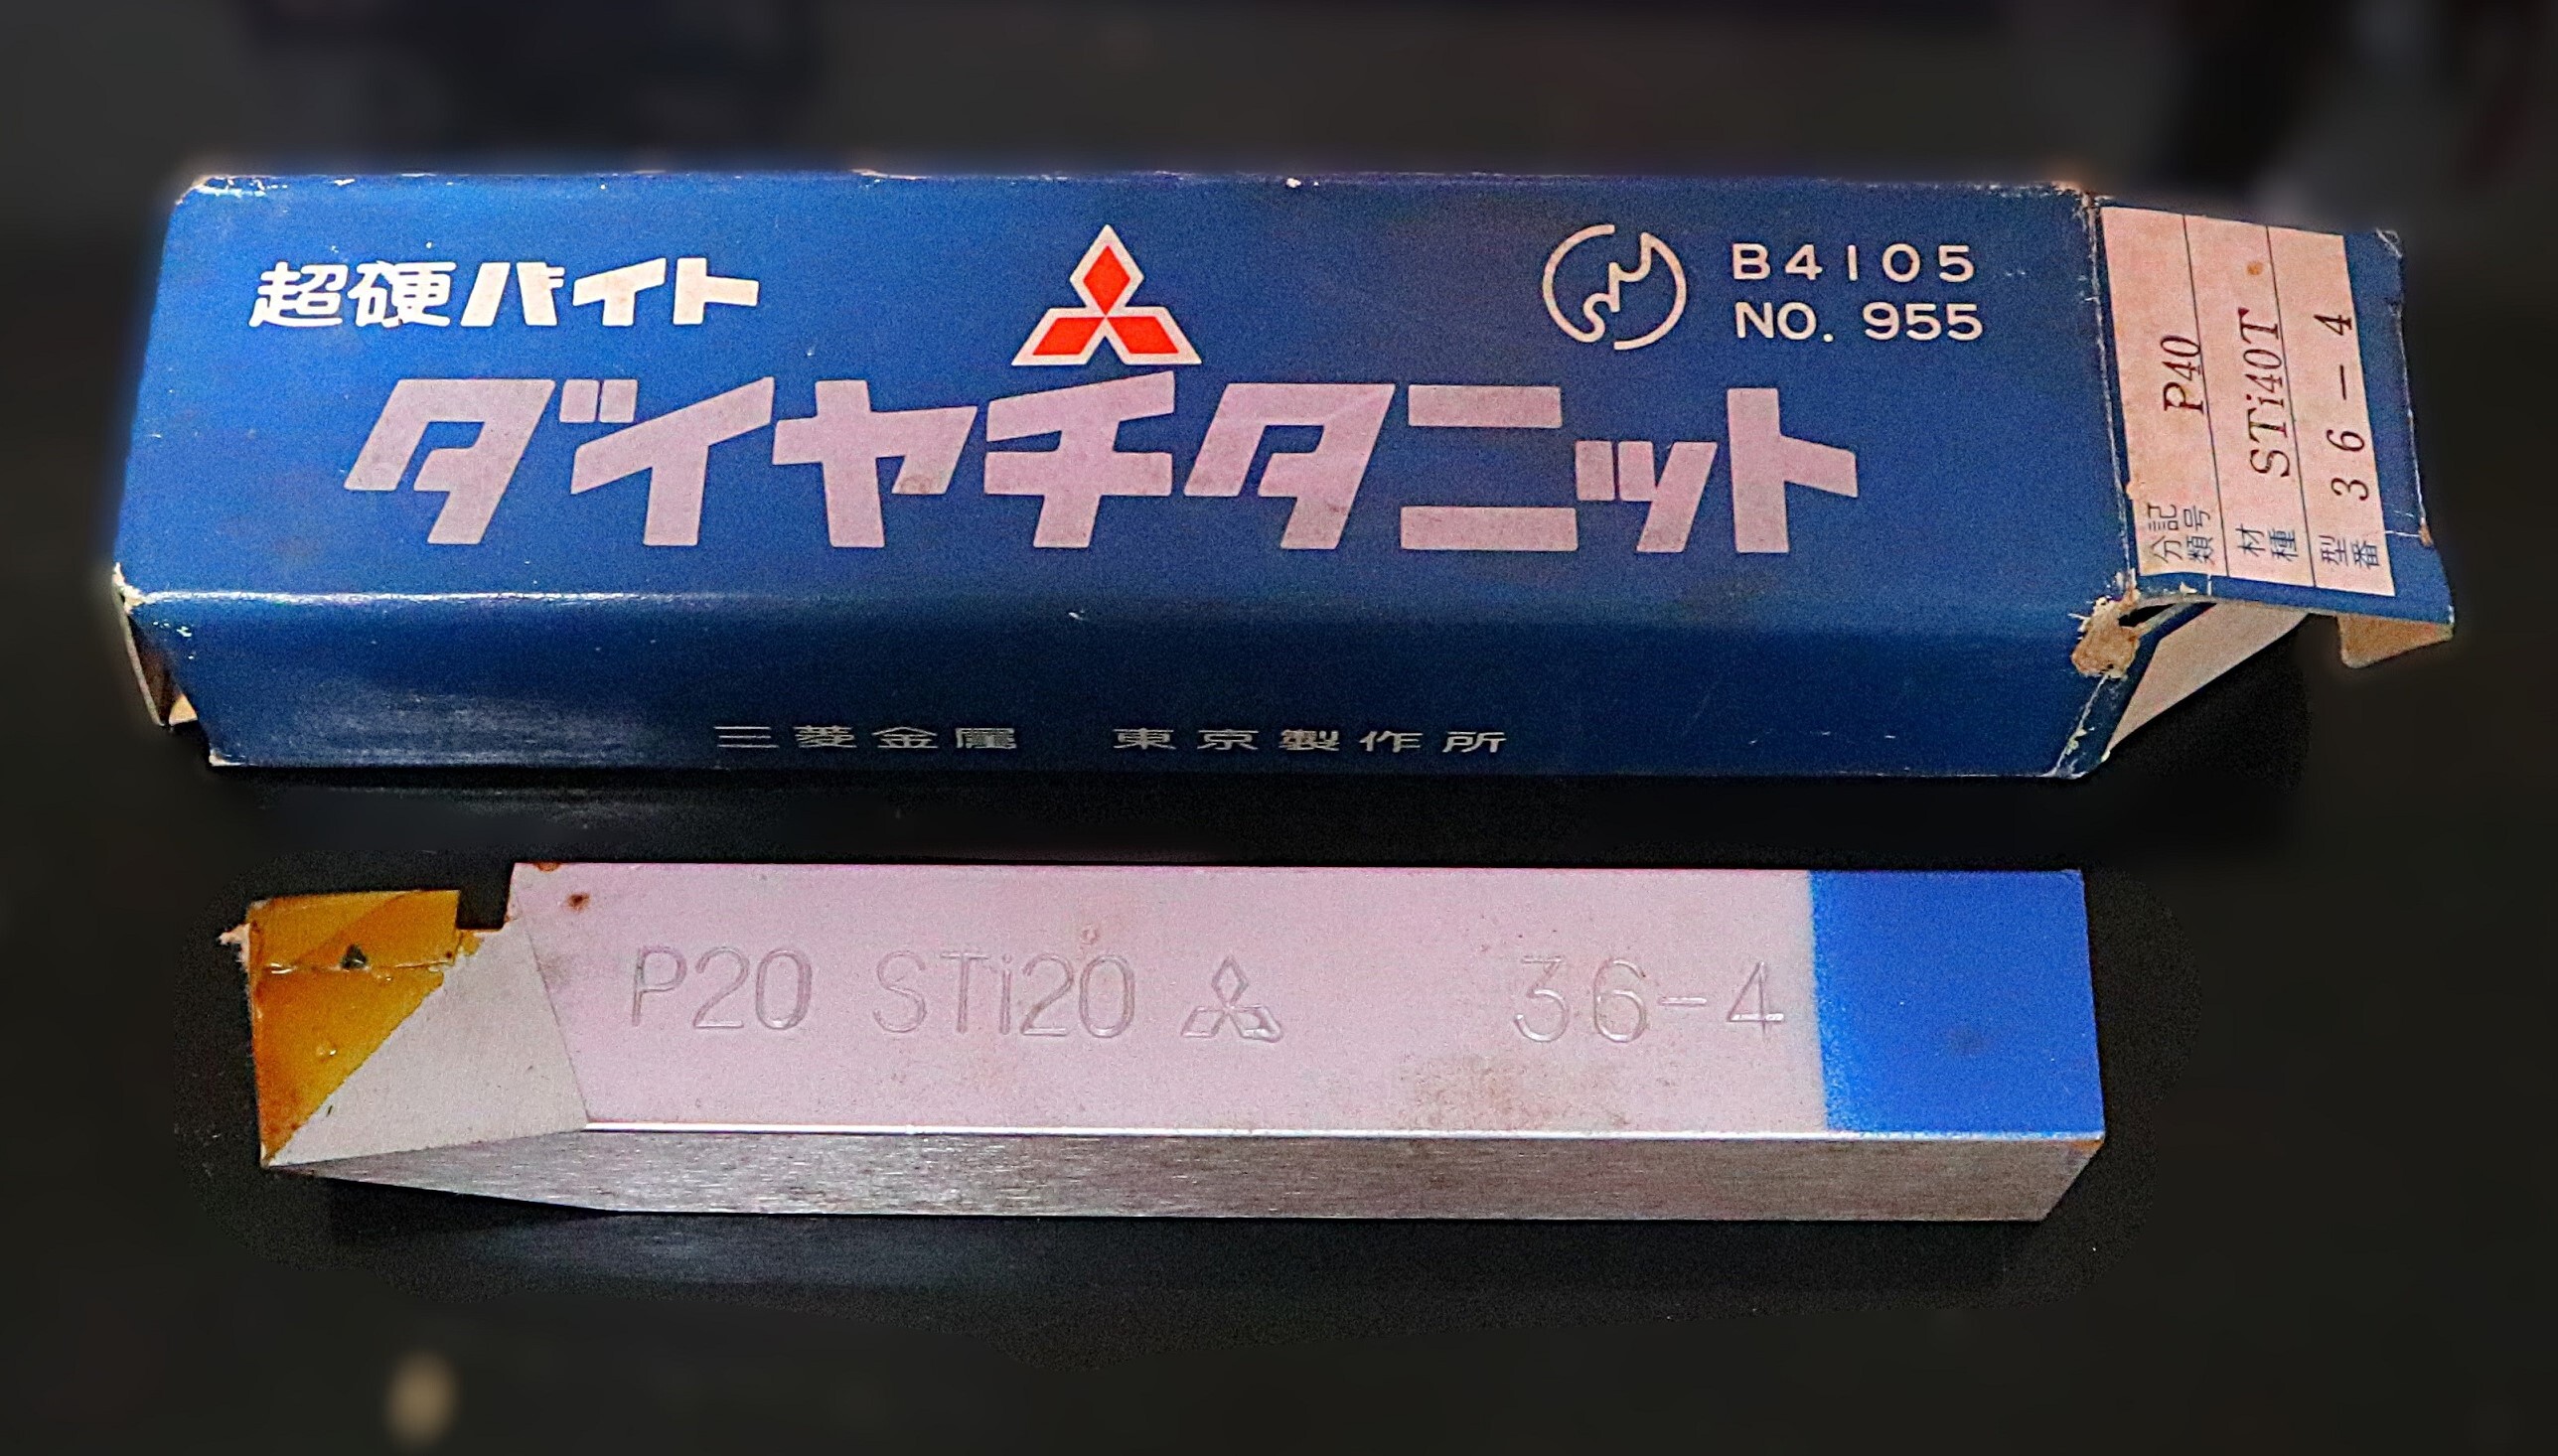 超硬バイト
B4105
NO. 955
ダイヤチタニット
三菱金属 東京製作所
分類記号 P40
材種 STi40T
型番 36-4
P20 STi20 36-4